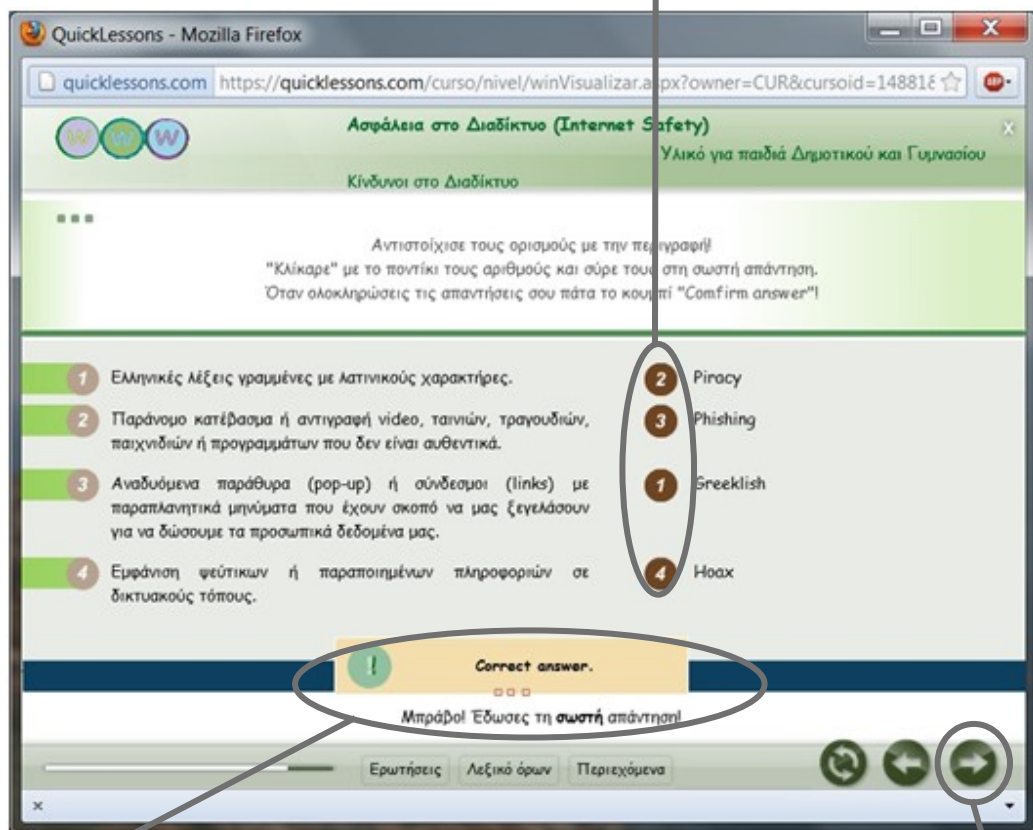 QuickLessons - Mozilla Firefox
quicklessons.com https://quicklessons.com/curso/nivel/winVisualizar.aspx?owner=CUR&cursoid=148818
ABP
WWW
Ασφάλεια στο Διαδίκτυο (Internet Safety)
x
Υλικό για παιδιά Δημοτικού και Γυμνασίου
Κίνδυνοι στο Διαδίκτυο
Αντιστοίχισε τους ορισμούς με την περιγραφή!
"Κλίκαρε" με το ποντίκι τους αριθμούς και σύρε τους στη σωστή απάντηση.
Όταν ολοκληρώσεις τις απαντήσεις σου πάτα το κουμπί "Comfirm answer"!
1 Ελληνικές λέξεις γραμμένες με λατινικούς χαρακτήρες.
2 Piracy
2 Παράνομο κατέβασμα ή αντιγραφή video, ταινιών, τραγουδιών,
παιχνιδιών ή προγραμμάτων που δεν είναι αυθεντικά.
3 Phishing
3 Αναδυόμενα παράθυρα (pop-up) ή σύνδεσμοι (links) με
παραπλανητικά μηνύματα που έχουν σκοπό να μας ξεγελάσουν
για να δώσουμε τα προσωπικά δεδομένα μας.
1 Greeklish
4 Εμφάνιση ψεύτικων ή παραποιημένων πληροφοριών σε
δικτυακούς τόπους.
4 Hoax
! Correct answer.
Μπράβο! Έδωσες τη σωστή απάντηση!
Ερωτήσεις Λεξικό όρων Περιεχόμενα
x